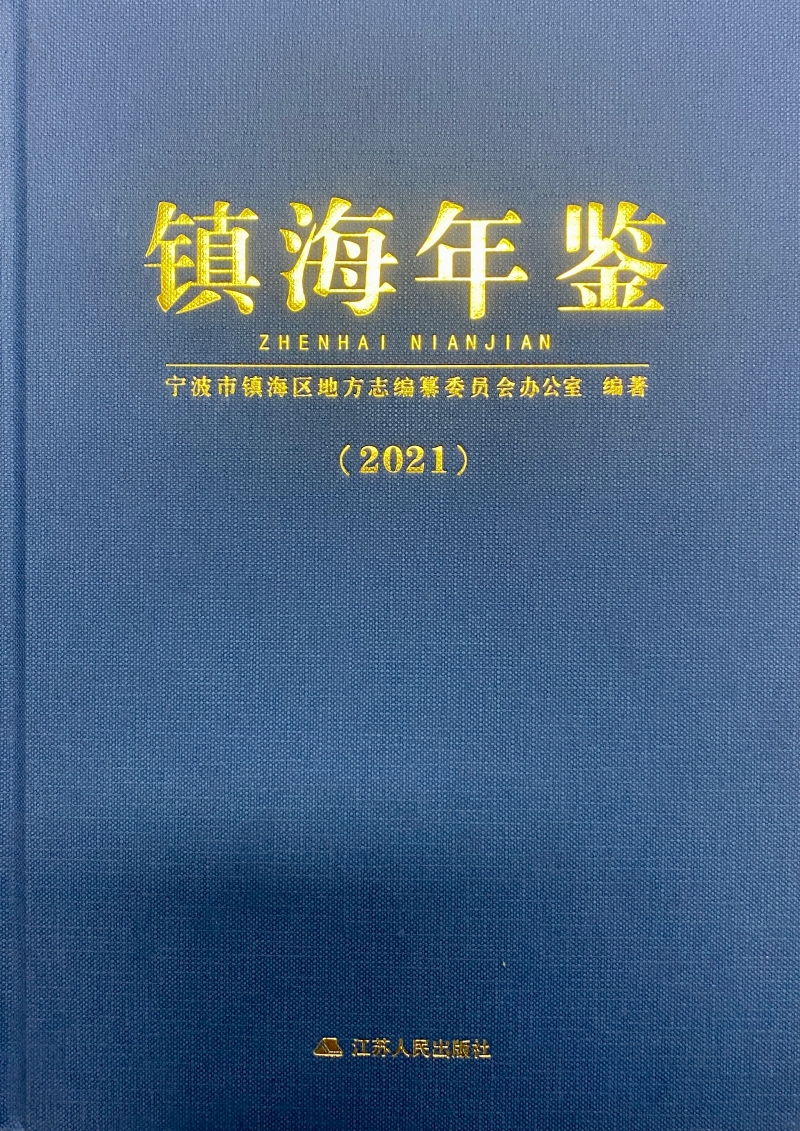 镇海年鉴
ZHENHAI NIANJIAN
宁波市镇海区地方志编纂委员会办公室 编著
（2021）
江苏人民出版社